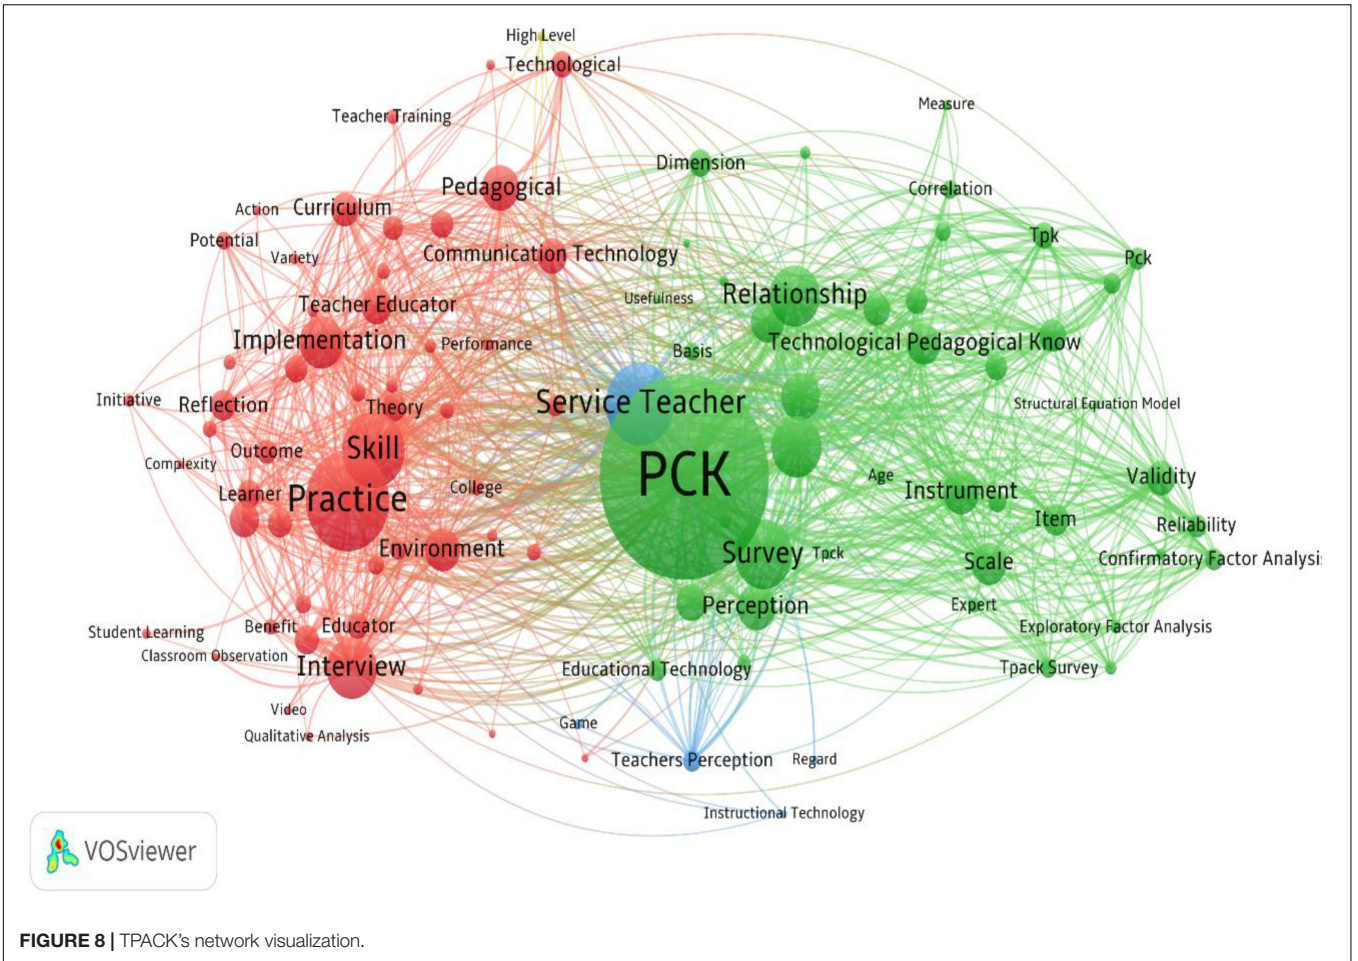 High Level
Technological
Teacher Training
Measure
Dimension
Pedagogical
Correlation
Action
Curriculum
Potential
Tpk
Variety
Communication Technology
Pck
Teacher Educator
Usefulness
Relationship
Implementation
Performance
Basis
Technological Pedagogical Know
Initiative
Reflection
Theory
Service Teacher
Structural Equation Model
Outcome
Skill
Complexity
PCK
Age
Validity
Learner
Practice
College
Instrument
Item
Reliability
Environment
Survey
Tpck
Scale
Confirmatory Factor Analysi
Perception
Expert
Student Learning
Benefit
Educator
Exploratory Factor Analysis
Classroom Observation
Interview
Educational Technology
Tpack Survey
Video
Game
Qualitative Analysis
Teachers Perception
Regard
Instructional Technology
VOSviewer
FIGURE 8 | TPACK's network visualization.